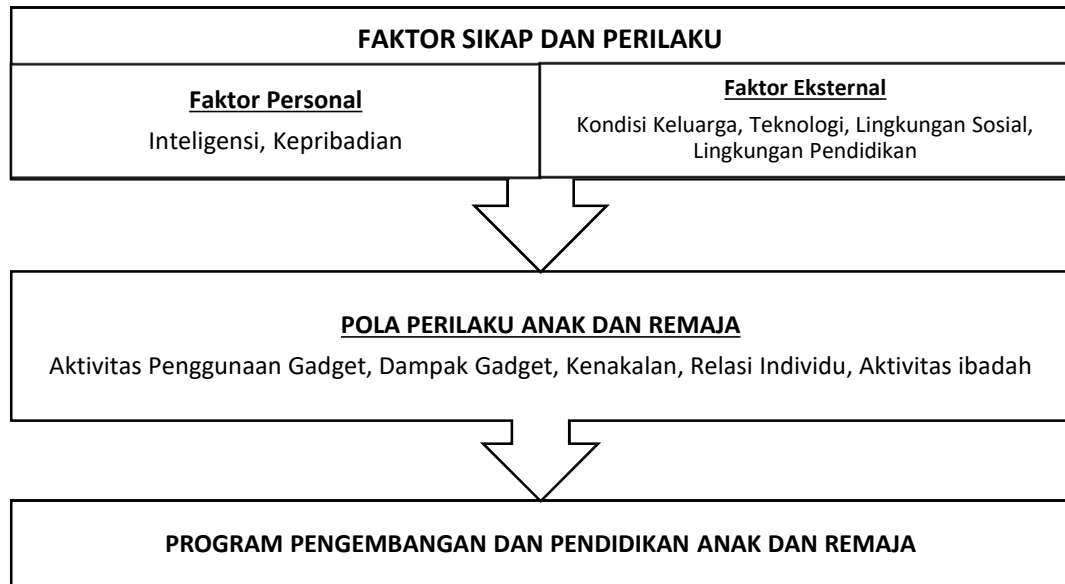 FAKTOR SIKAP DAN PERILAKU
Faktor Personal
Inteligensi, Kepribadian
Faktor Eksternal
Kondisi Keluarga, Teknologi, Lingkungan Sosial,
Lingkungan Pendidikan
POLA PERILAKU ANAK DAN REMAJA
Aktivitas Penggunaan Gadget, Dampak Gadget, Kenakalan, Relasi Individu, Aktivitas ibadah
PROGRAM PENGEMBANGAN DAN PENDIDIKAN ANAK DAN REMAJA